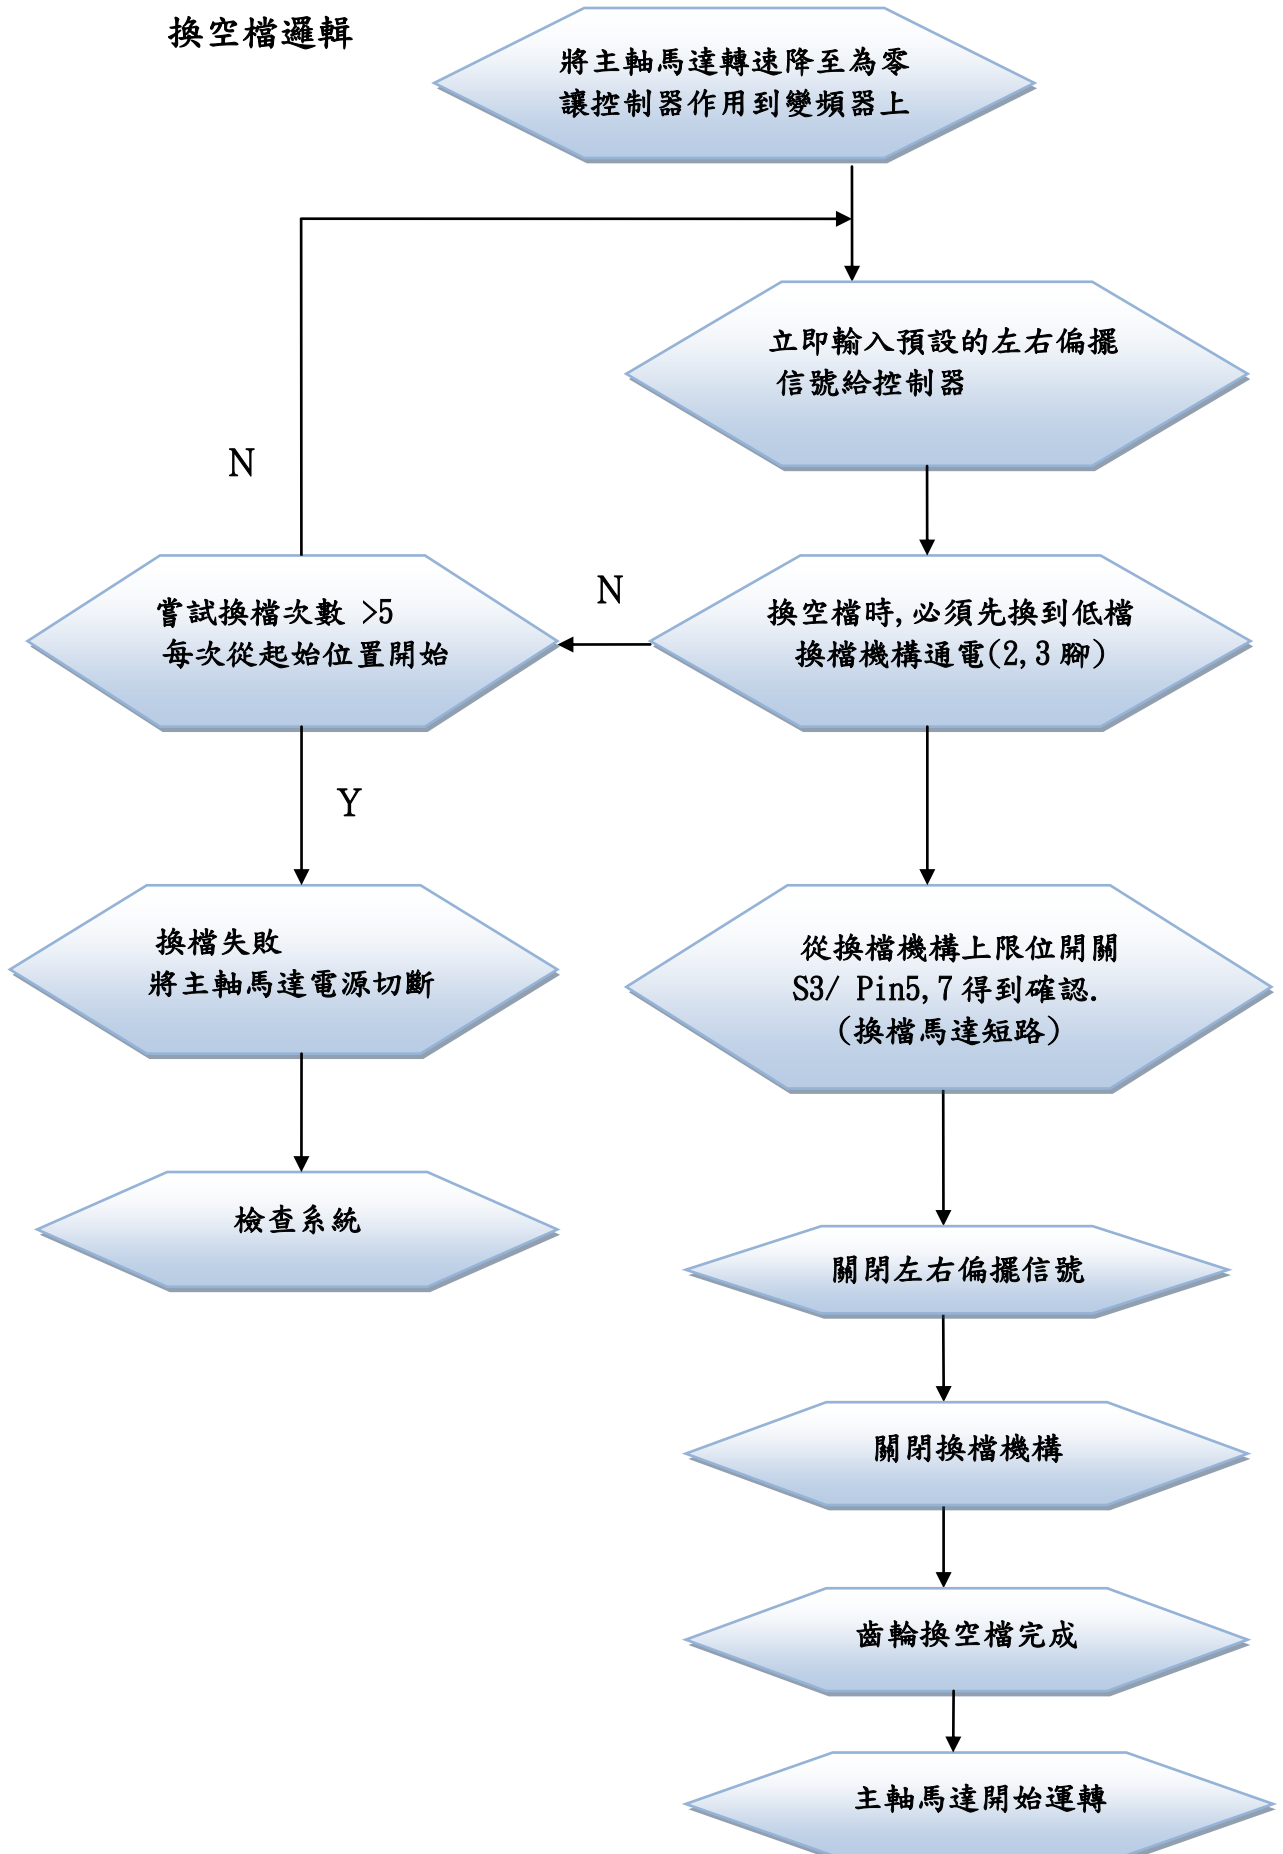 換空檔邏輯
將主軸馬達轉速降至為零
讓控制器作用到變頻器上
立即輸入預設的左右偏擺
信號給控制器
N
換空檔時,必須先換到低檔
換檔機構通電(2,3腳)
N
嘗試換檔次數 >5
每次從起始位置開始
Y
換檔失敗
將主軸馬達電源切斷
檢查系統
從換檔機構上限位開關
S3/ Pin5,7得到確認.
(換檔馬達短路)
關閉左右偏擺信號
關閉換檔機構
齒輪換空檔完成
主軸馬達開始運轉